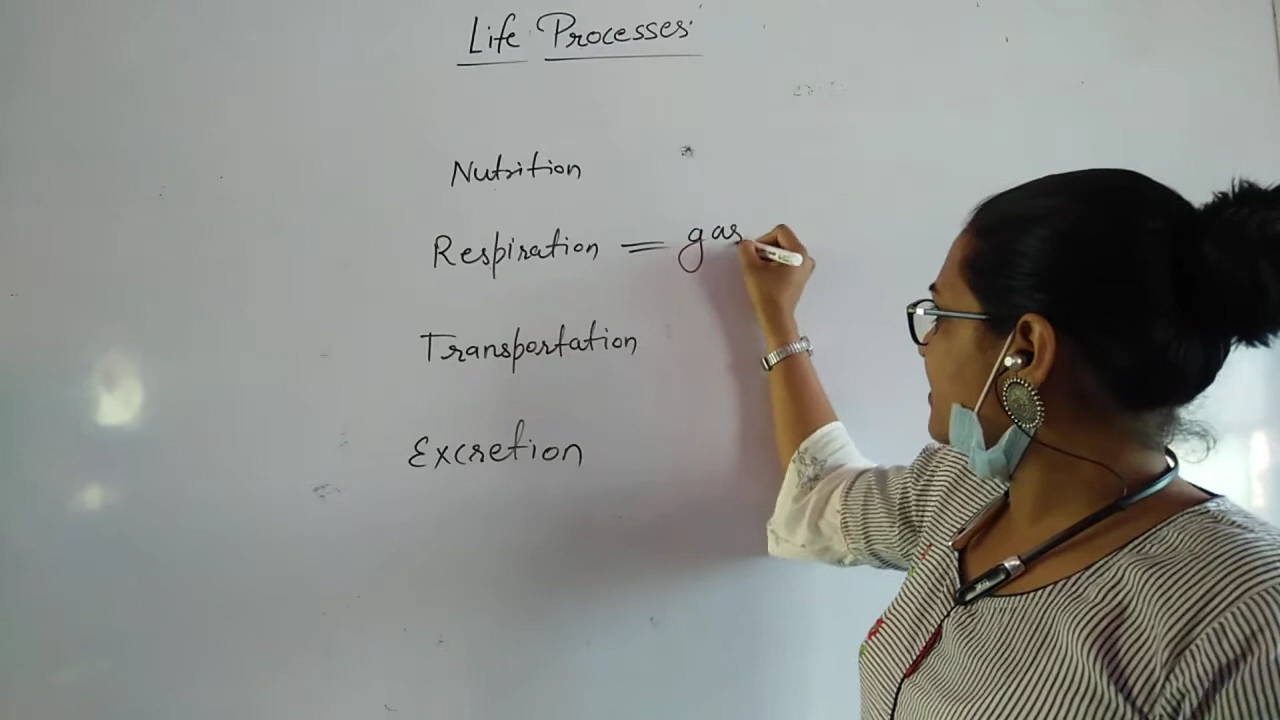 Life Processes
Nutrition
Respiration = gas
Transportation
Excretion